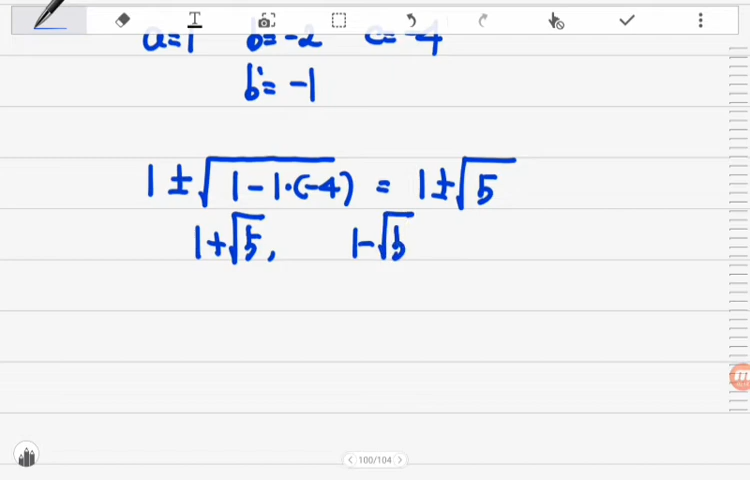 T
a=1 b=-2 c=-4
b'=-1
1±√(1-1·(-4)) = 1±√5
1+√5, 1-√5
100/104